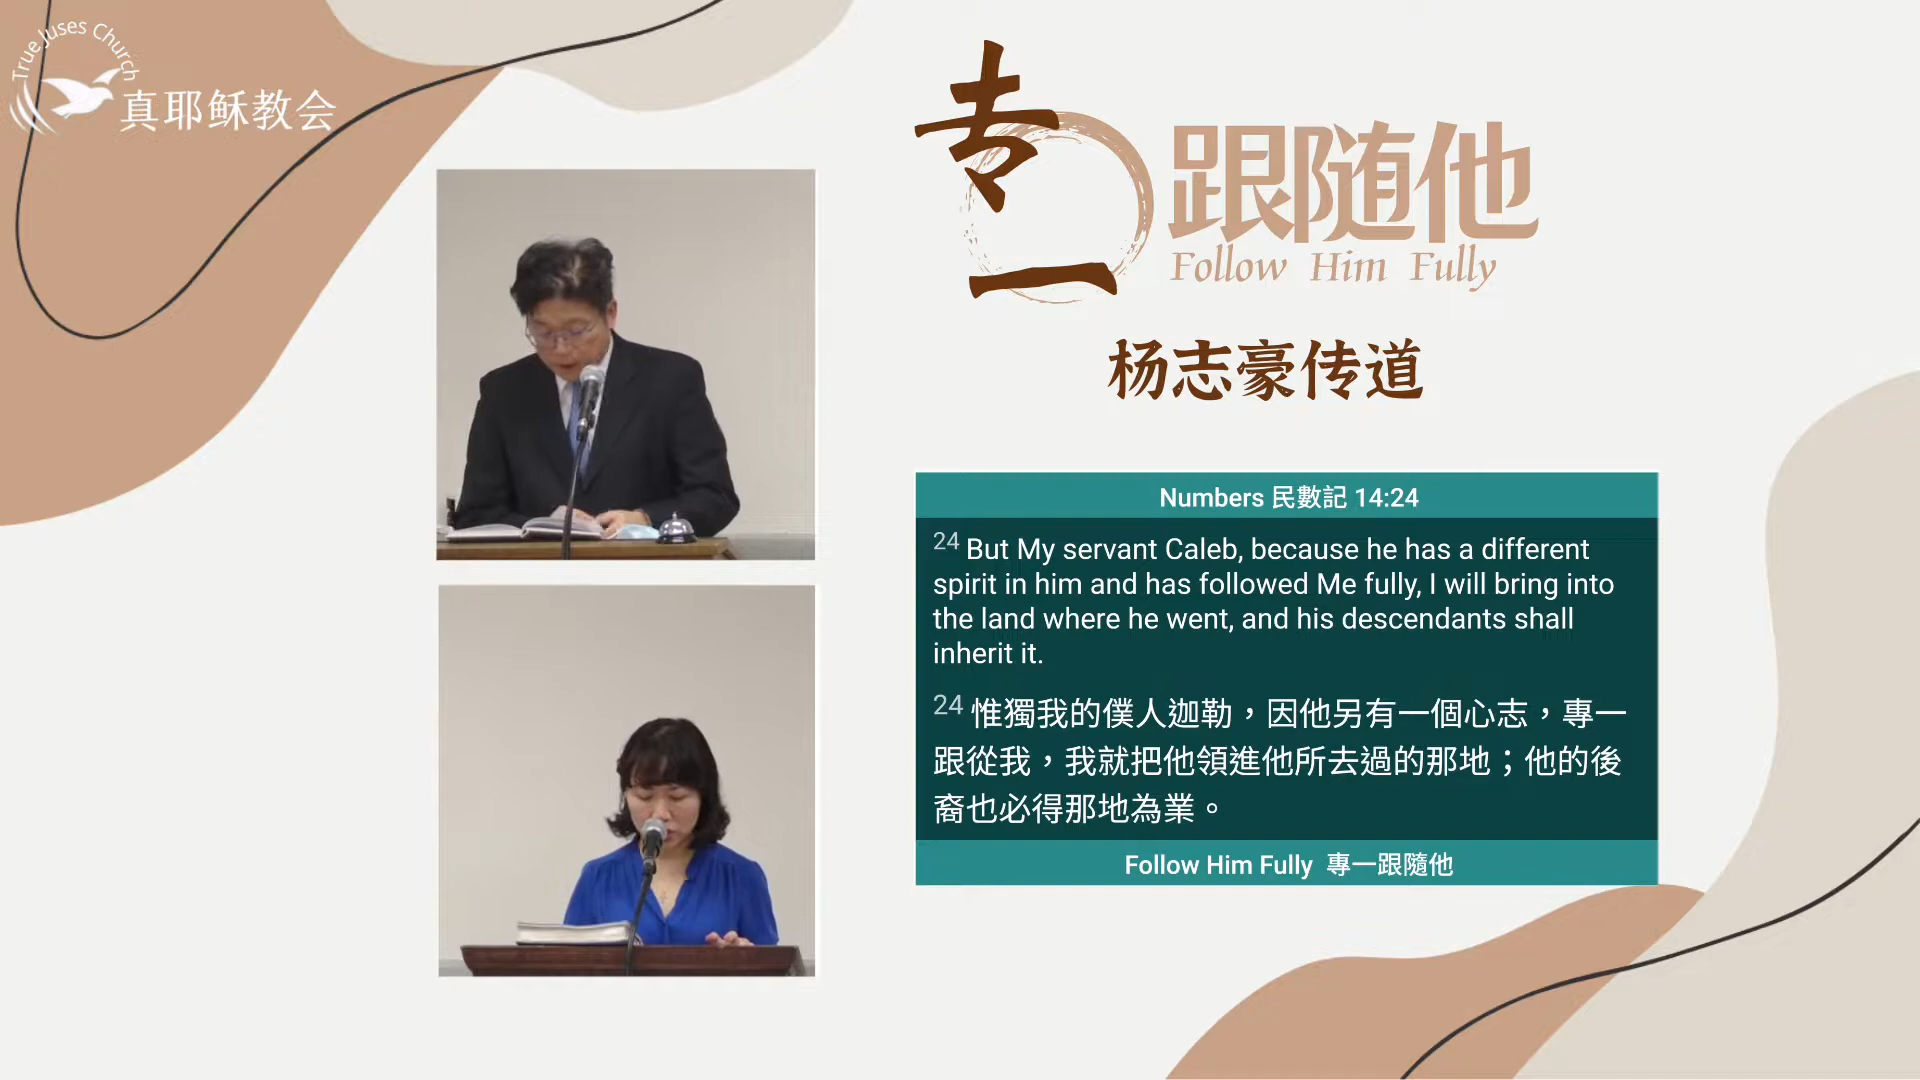 True Juses Church
真耶稣教会
专一
跟随他
Follow Him Fully
杨志豪传道
Numbers 民數記 14:24
24 But My servant Caleb, because he has a different
spirit in him and has followed Me fully, I will bring into
the land where he went, and his descendants shall
inherit it.
24 惟獨我的僕人迦勒，因他另有一個心志，專一
跟從我，我就把他領進他所去過的那地；他的後
裔也必得那地為業。
Follow Him Fully 專一跟隨他